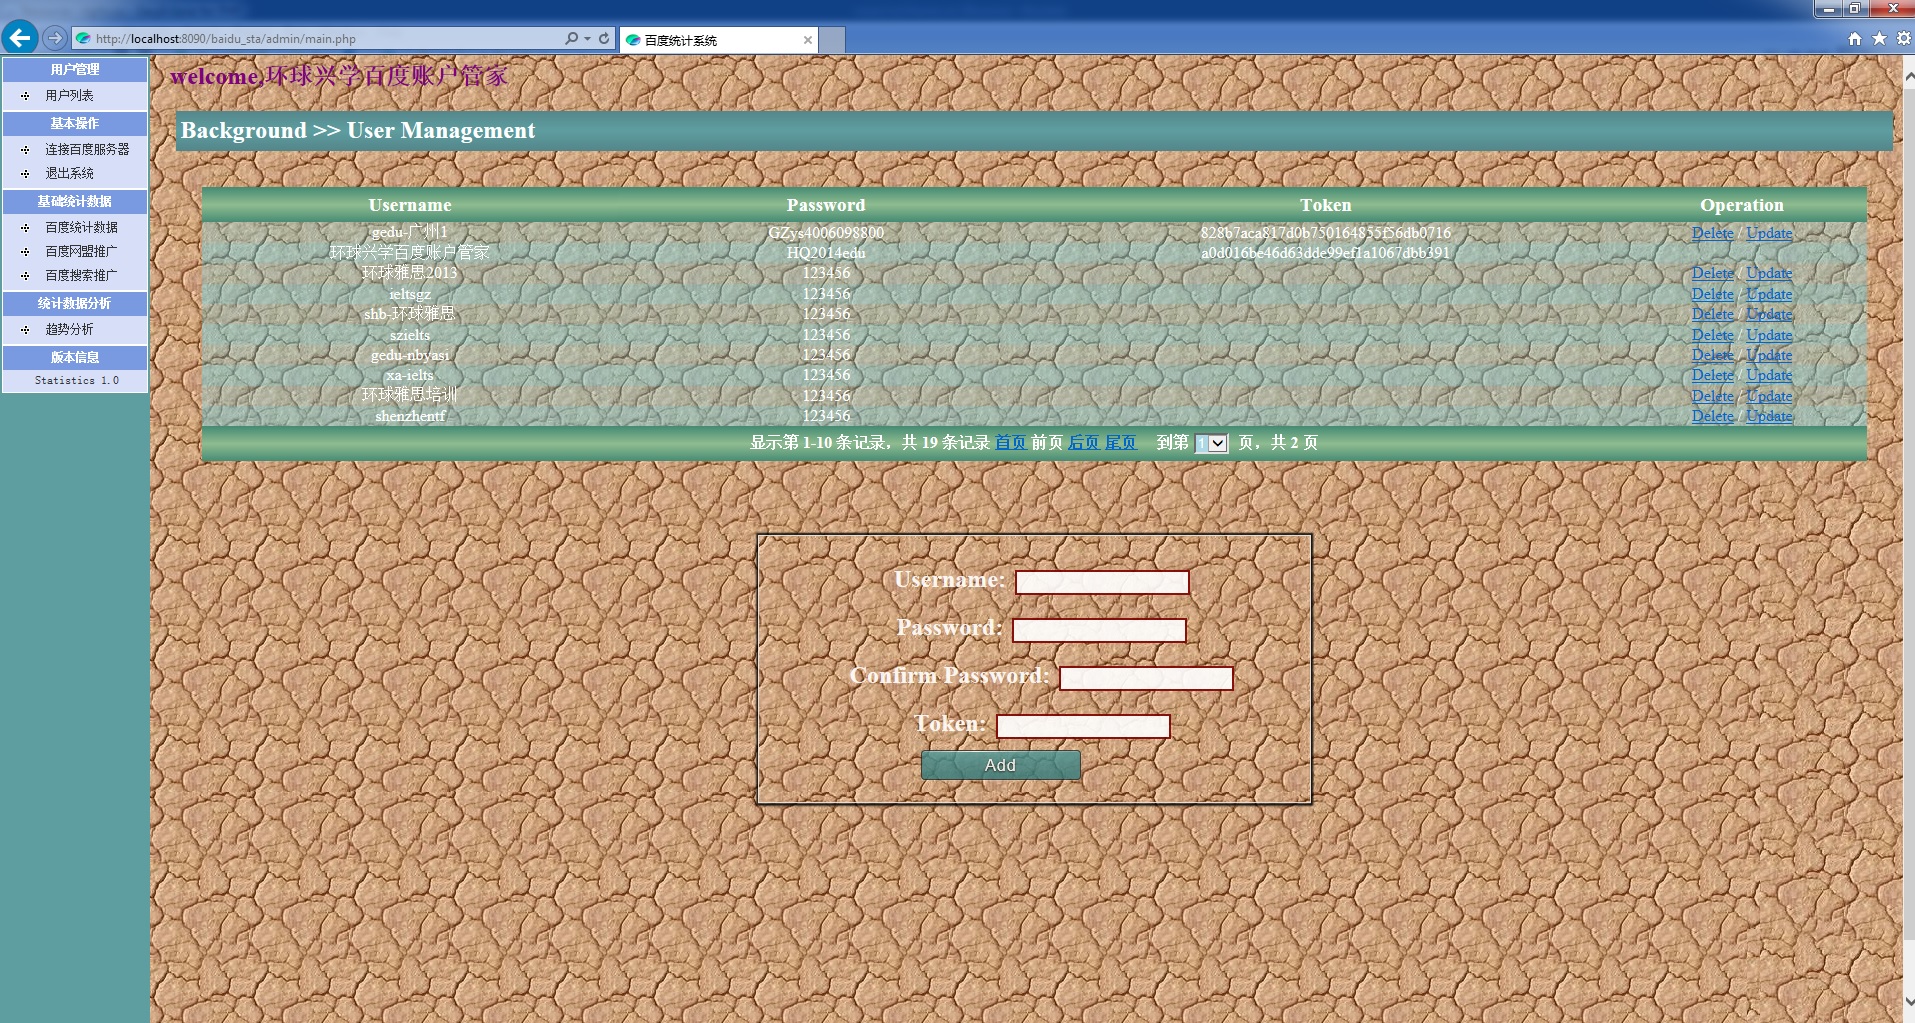 http://localhost:8090/baidu_sta/admin/main.php
百度统计系统
用户管理
用户列表
基本操作
连接百度服务器
退出系统
基础统计数据
百度统计数据
百度网盟推广
百度搜索推广
统计数据分析
趋势分析
版本信息
Statistics 1.0
welcome,环球兴学百度账户管家
Background >> User Management
Username Password Token Operation
gedu-广州1 GZys4006098800 828b7aca817d0b750164855f56db0716 Delete / Update
环球兴学百度账户管家 HQ2014edu a0d016be46d63dde99ef1a1067dbb391
环球雅思2013 123456 Delete / Update
ieltsgz 123456 Delete / Update
shb-环球雅思 123456 Delete / Update
szielts 123456 Delete / Update
gedu-nbyasi 123456 Delete / Update
xa-ielts 123456 Delete / Update
环球雅思培训 123456 Delete / Update
shenzhentf 123456 Delete / Update
显示第 1-10 条记录，共 19 条记录 首页 前页 后页 尾页 到第 1 页，共 2 页
Username:
Password:
Confirm Password:
Token:
Add